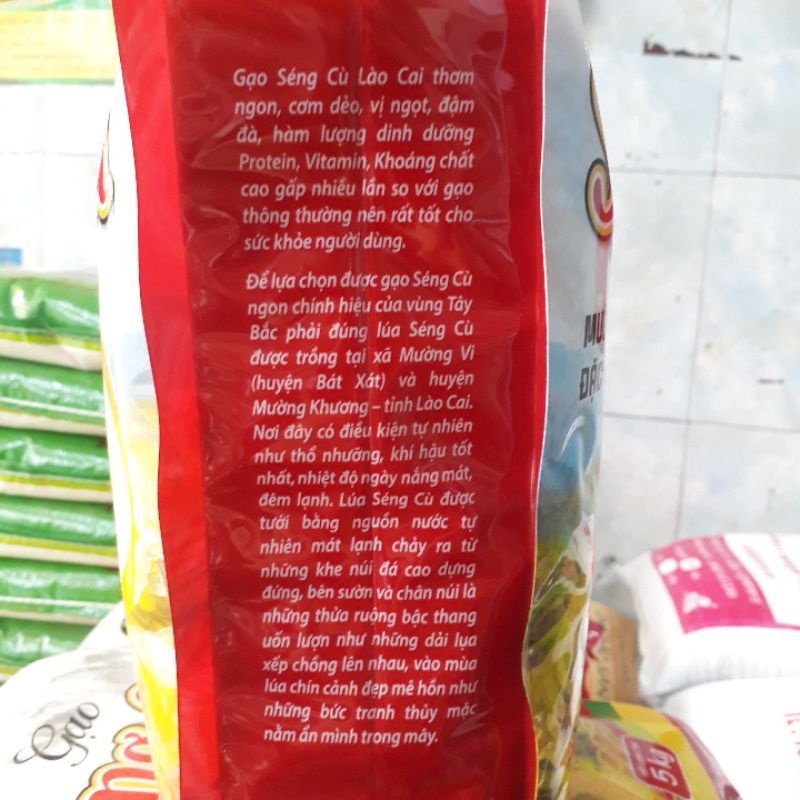 Gạo Séng Cù Lào Cai thơm
ngon, cơm dẻo, vị ngọt, đậm
đà, hàm lượng dinh dưỡng
Protein, Vitamin, Khoáng chất
cao gấp nhiều lần so với gạo
thông thường nên rất tốt cho
sức khỏe người dùng.
Để lựa chọn được gạo Séng Cù
ngon chính hiệu của vùng Tây
Bắc phải đúng lúa Séng Cù
được trồng tại xã Mường Vi
(huyện Bát Xát) và huyện
Mường Khương – tỉnh Lào Cai.
Nơi đây có điều kiện tự nhiên
như thổ nhưỡng, khí hậu tốt
nhất, nhiệt độ ngày nắng mát,
đêm lạnh. Lúa Séng Cù được
tưới bằng nguồn nước tự
nhiên mát lạnh chảy ra từ
những khe núi đá cao dựng
đứng, bên sườn và chân núi là
những thửa ruộng bậc thang
uốn lượn như những dải lụa
xếp chồng lên nhau, vào mùa
lúa chín cảnh đẹp mê hồn như
những bức tranh thủy mặc
nằm ẩn mình trong mây.
ĐẶC
Gạo
5kg